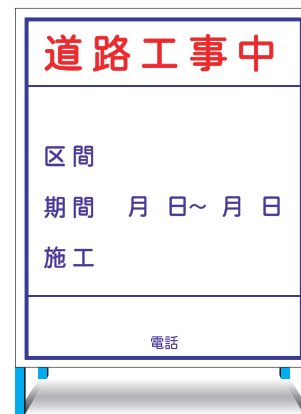 道路工事中
区間
期間　月　日～月　日
施工
電話